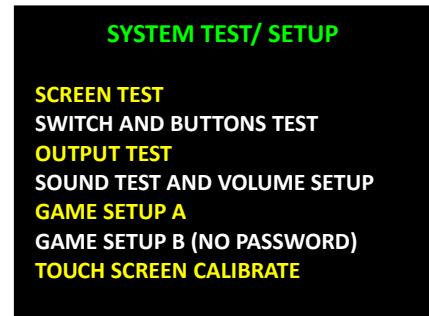 SYSTEM TEST/ SETUP
SCREEN TEST
SWITCH AND BUTTONS TEST
OUTPUT TEST
SOUND TEST AND VOLUME SETUP
GAME SETUP A
GAME SETUP B (NO PASSWORD)
TOUCH SCREEN CALIBRATE